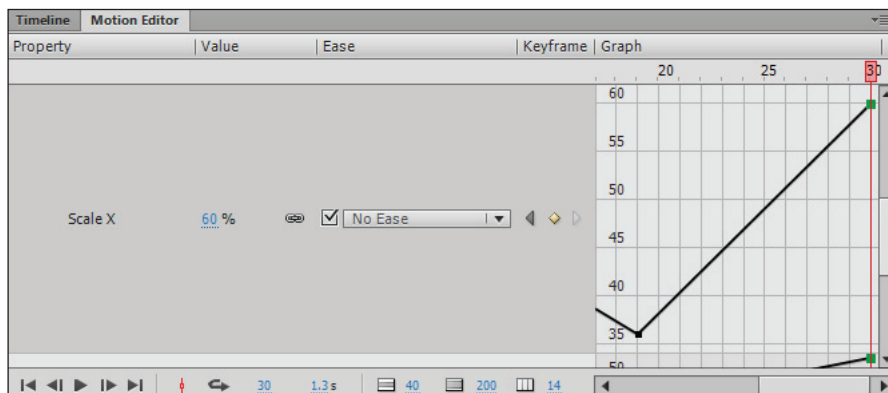 Timeline Motion Editor
Property Value Ease Keyframe Graph
20 25 30
60
55
50
Scale X 60 % No Ease
45
40
35
50
30 1.3 s 40 200 14